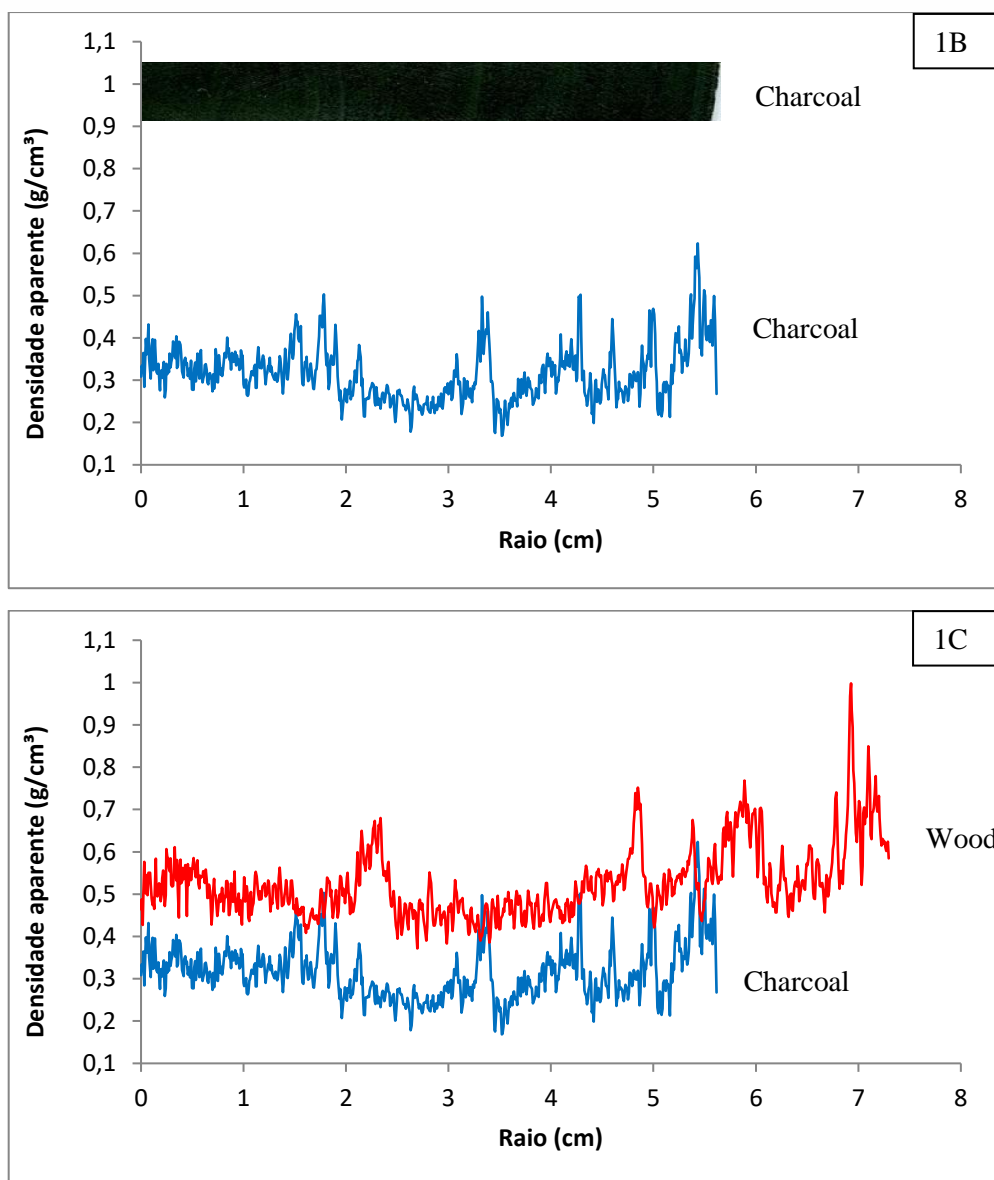 1B
1,1
1
0,9
0,8
0,7
0,6
0,5
0,4
0,3
0,2
0,1
Densidade aparente (g/cm³)
Charcoal
Charcoal
0 1 2 3 4 5 6 7 8
Raio (cm)
1C
1,1
1
0,9
0,8
0,7
0,6
0,5
0,4
0,3
0,2
0,1
Densidade aparente (g/cm³)
Wood
Charcoal
0 1 2 3 4 5 6 7 8
Raio (cm)